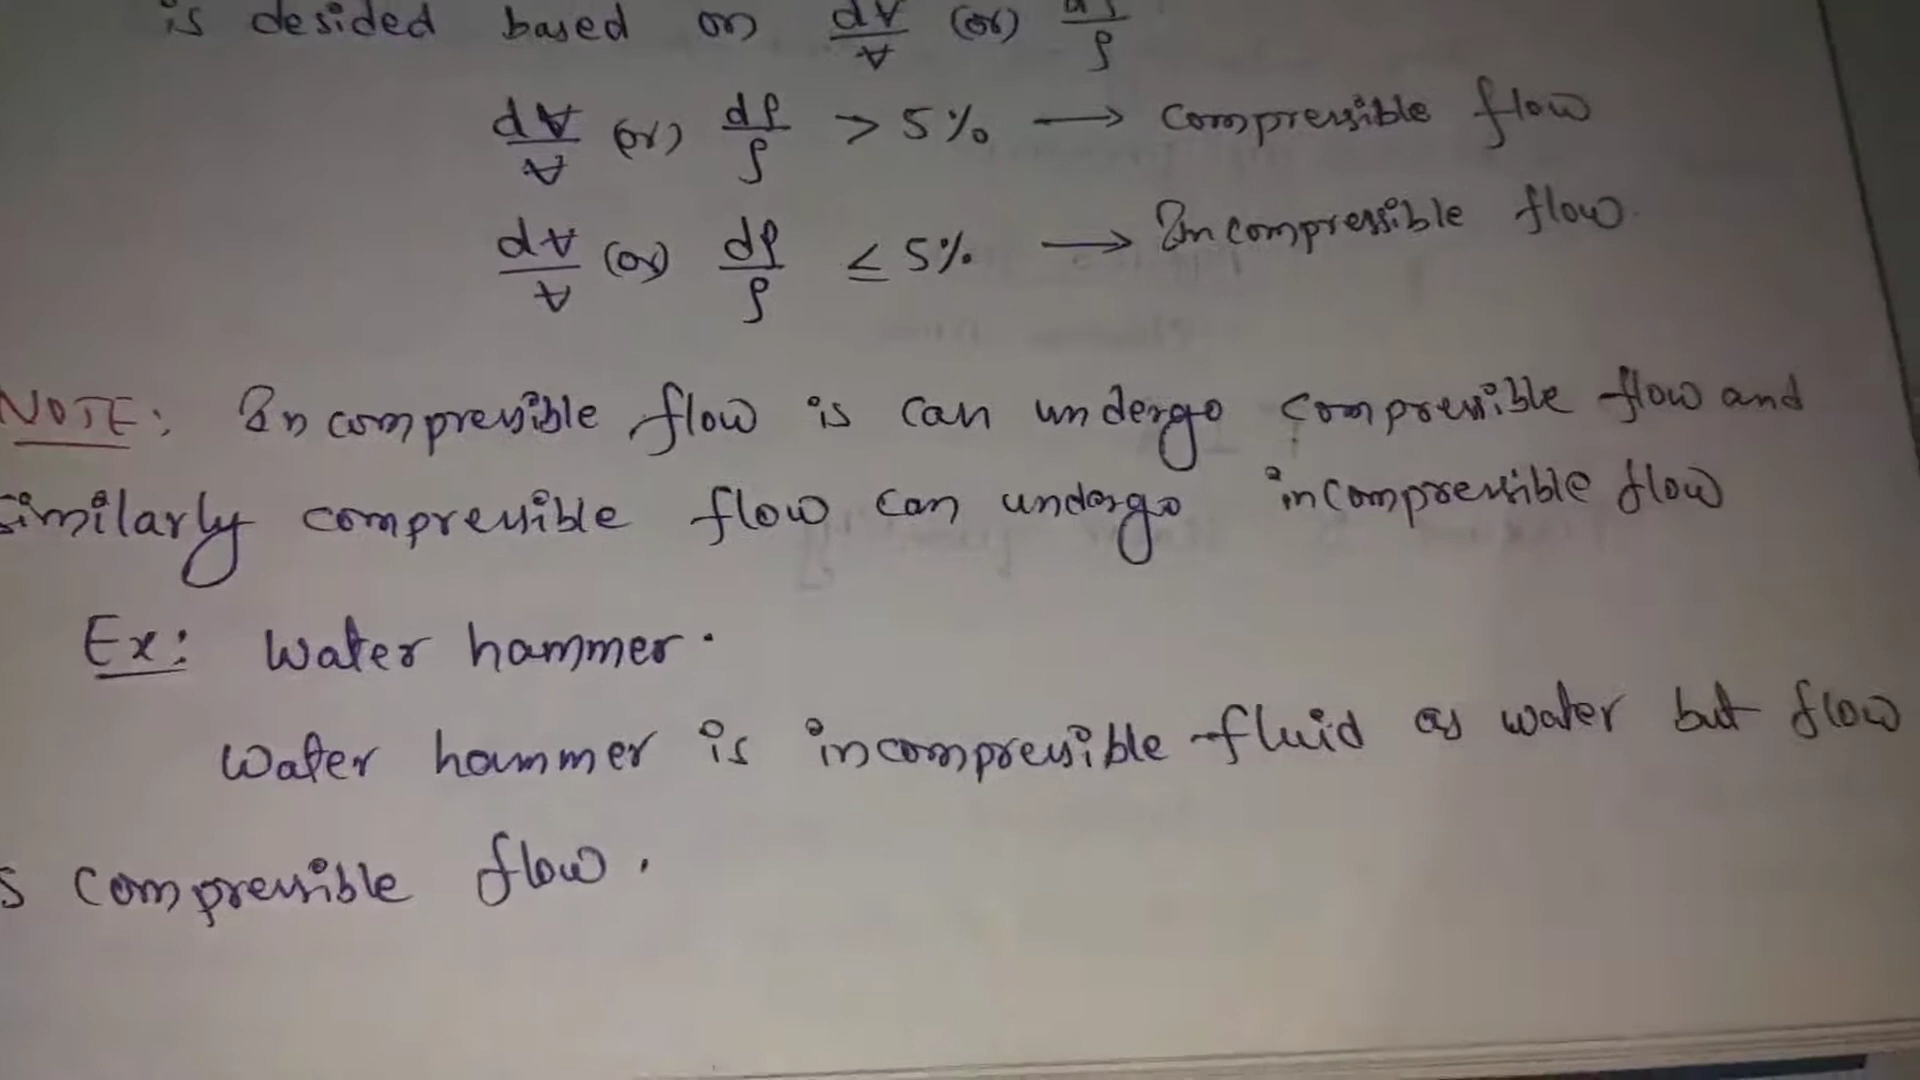 is desided based on d∀/∀ (or) dρ/ρ
d∀/∀ (or) dρ/ρ > 5% → compressible flow
d∀/∀ (or) dρ/ρ ≤ 5% → Incompressible flow
NOTE: Incompressible flow is can undergo compressible flow and
similarly compressible flow can undergo incompressible flow
Ex: Water hammer.
Water hammer is incompressible fluid as water but flow
s compressible flow.